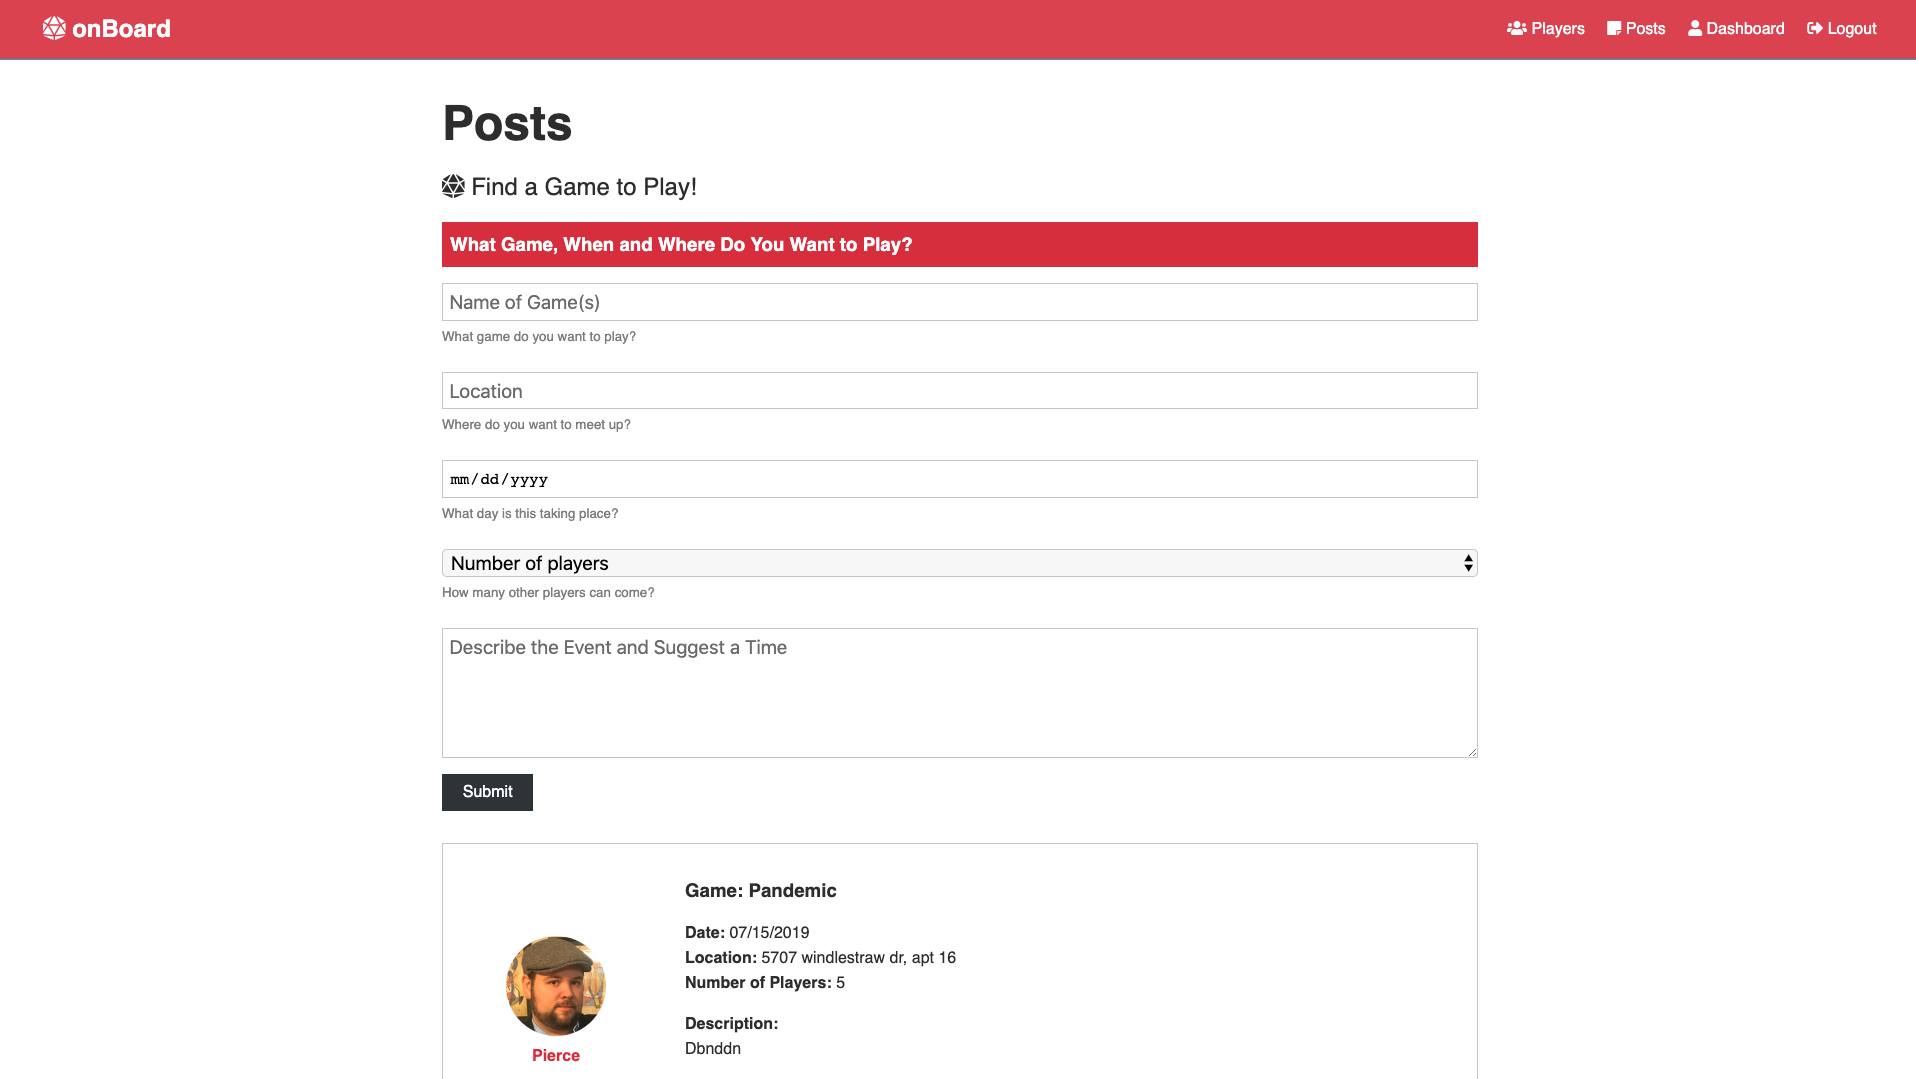 onBoard
Players Posts Dashboard Logout
Posts
Find a Game to Play!
What Game, When and Where Do You Want to Play?
Name of Game(s)
What game do you want to play?
Location
Where do you want to meet up?
mm/dd/yyyy
What day is this taking place?
Number of players
How many other players can come?
Describe the Event and Suggest a Time
Submit
Game: Pandemic
Date: 07/15/2019
Location: 5707 windlestraw dr, apt 16
Number of Players: 5
Description:
Dbnddn
Pierce